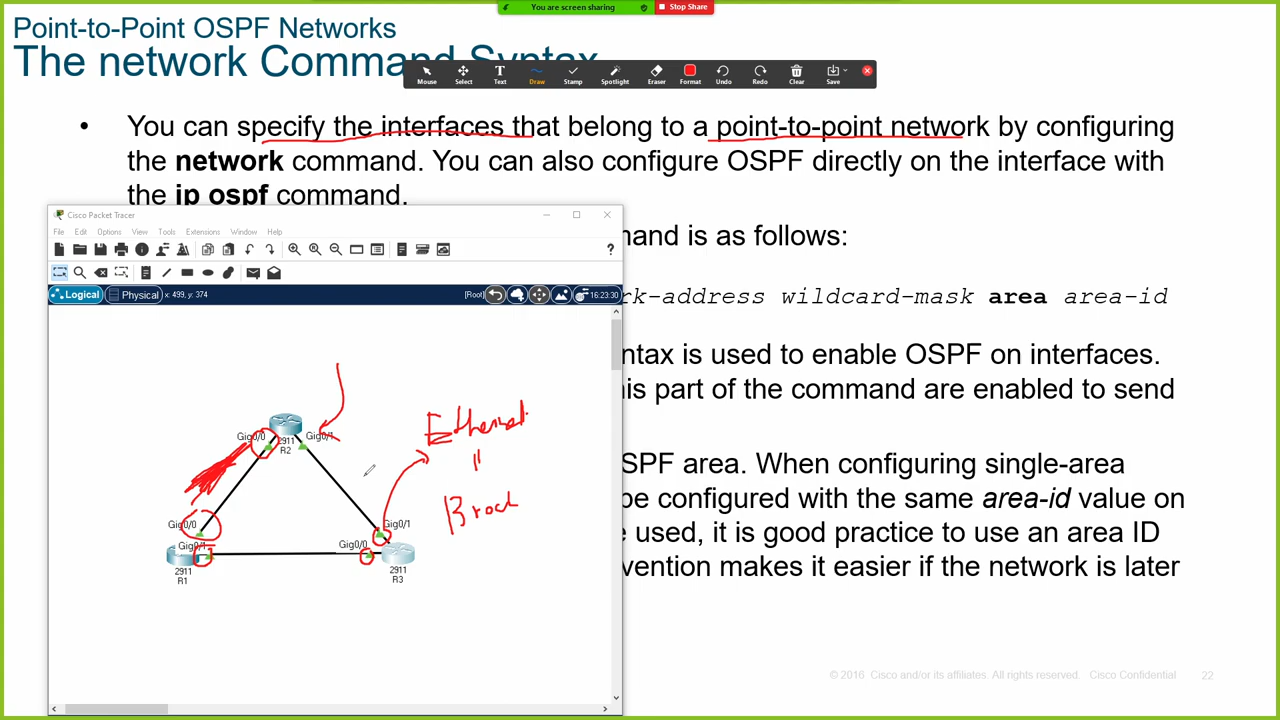 You are screen sharing
Stop Share
Point-to-Point OSPF Networks
The network Command Syntax
Mouse
Select
Text
Draw
Stamp
Spotlight
Eraser
Format
Undo
Redo
Clear
Save
• You can specify the interfaces that belong to a point-to-point network by configuring
the network command. You can also configure OSPF directly on the interface with
the ip ospf command.
mand is as follows:
rk-address wildcard-mask area area-id
ntax is used to enable OSPF on interfaces.
his part of the command are enabled to send
SPF area. When configuring single-area
be configured with the same area-id value on
e used, it is good practice to use an area ID
vention makes it easier if the network is later
Cisco Packet Tracer
File Edit Options View Tools Extensions Window Help
?
Logical
Physical
x: 499, y: 374
[Root]
16:23:30
Gig0/0
Gig0/1
2911
R2
Ethernet
"
Gig0/0
Gig0/1
Gig0/1
Gig0/0
2911
R1
2911
R3
© 2016 Cisco and/or its affiliates. All rights reserved. Cisco Confidential
22